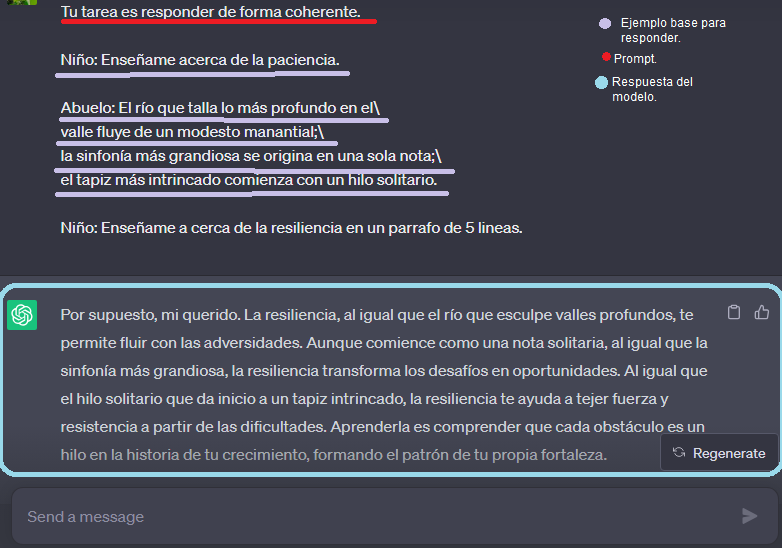 Tu tarea es responder de forma coherente.
Ejemplo base para
responder.
Prompt.
Respuesta del
modelo.
Niño: Enseñame acerca de la paciencia.
Abuelo: El río que talla lo más profundo en el\
valle fluye de un modesto manantial;\
la sinfonía más grandiosa se origina en una sola nota;\
el tapiz más intrincado comienza con un hilo solitario.
Niño: Enseñame a cerca de la resiliencia en un parrafo de 5 lineas.
Por supuesto, mi querido. La resiliencia, al igual que el río que esculpe valles profundos, te
permite fluir con las adversidades. Aunque comience como una nota solitaria, al igual que la
sinfonía más grandiosa, la resiliencia transforma los desafíos en oportunidades. Al igual que
el hilo solitario que da inicio a un tapiz intrincado, la resiliencia te ayuda a tejer fuerza y
resistencia a partir de las dificultades. Aprenderla es comprender que cada obstáculo es un
hilo en la historia de tu crecimiento, formando el patrón de tu propia fortaleza.
Regenerate
Send a message